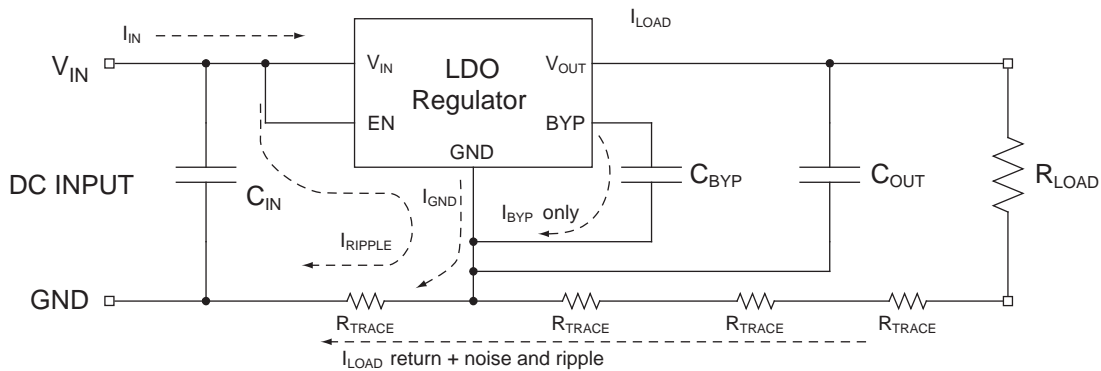 I_IN
I_LOAD
V_IN
V_IN
LDO
Regulator
V_OUT
EN
BYP
GND
DC INPUT
C_IN
I_GND
C_BYP
C_OUT
R_LOAD
I_BYP only
I_RIPPLE
GND
R_TRACE
R_TRACE
R_TRACE
R_TRACE
I_LOAD return + noise and ripple